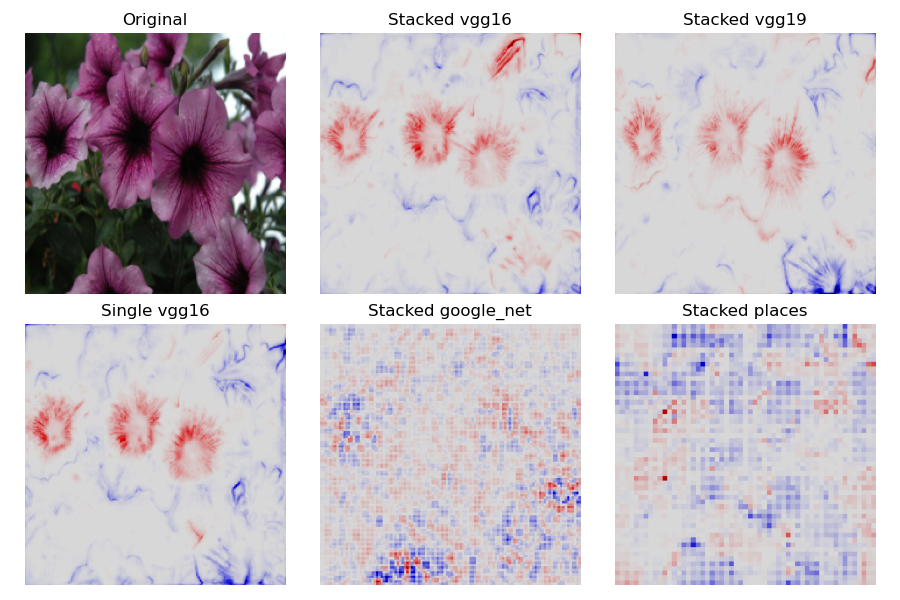 Original
Stacked vgg16
Stacked vgg19
Single vgg16
Stacked google_net
Stacked places